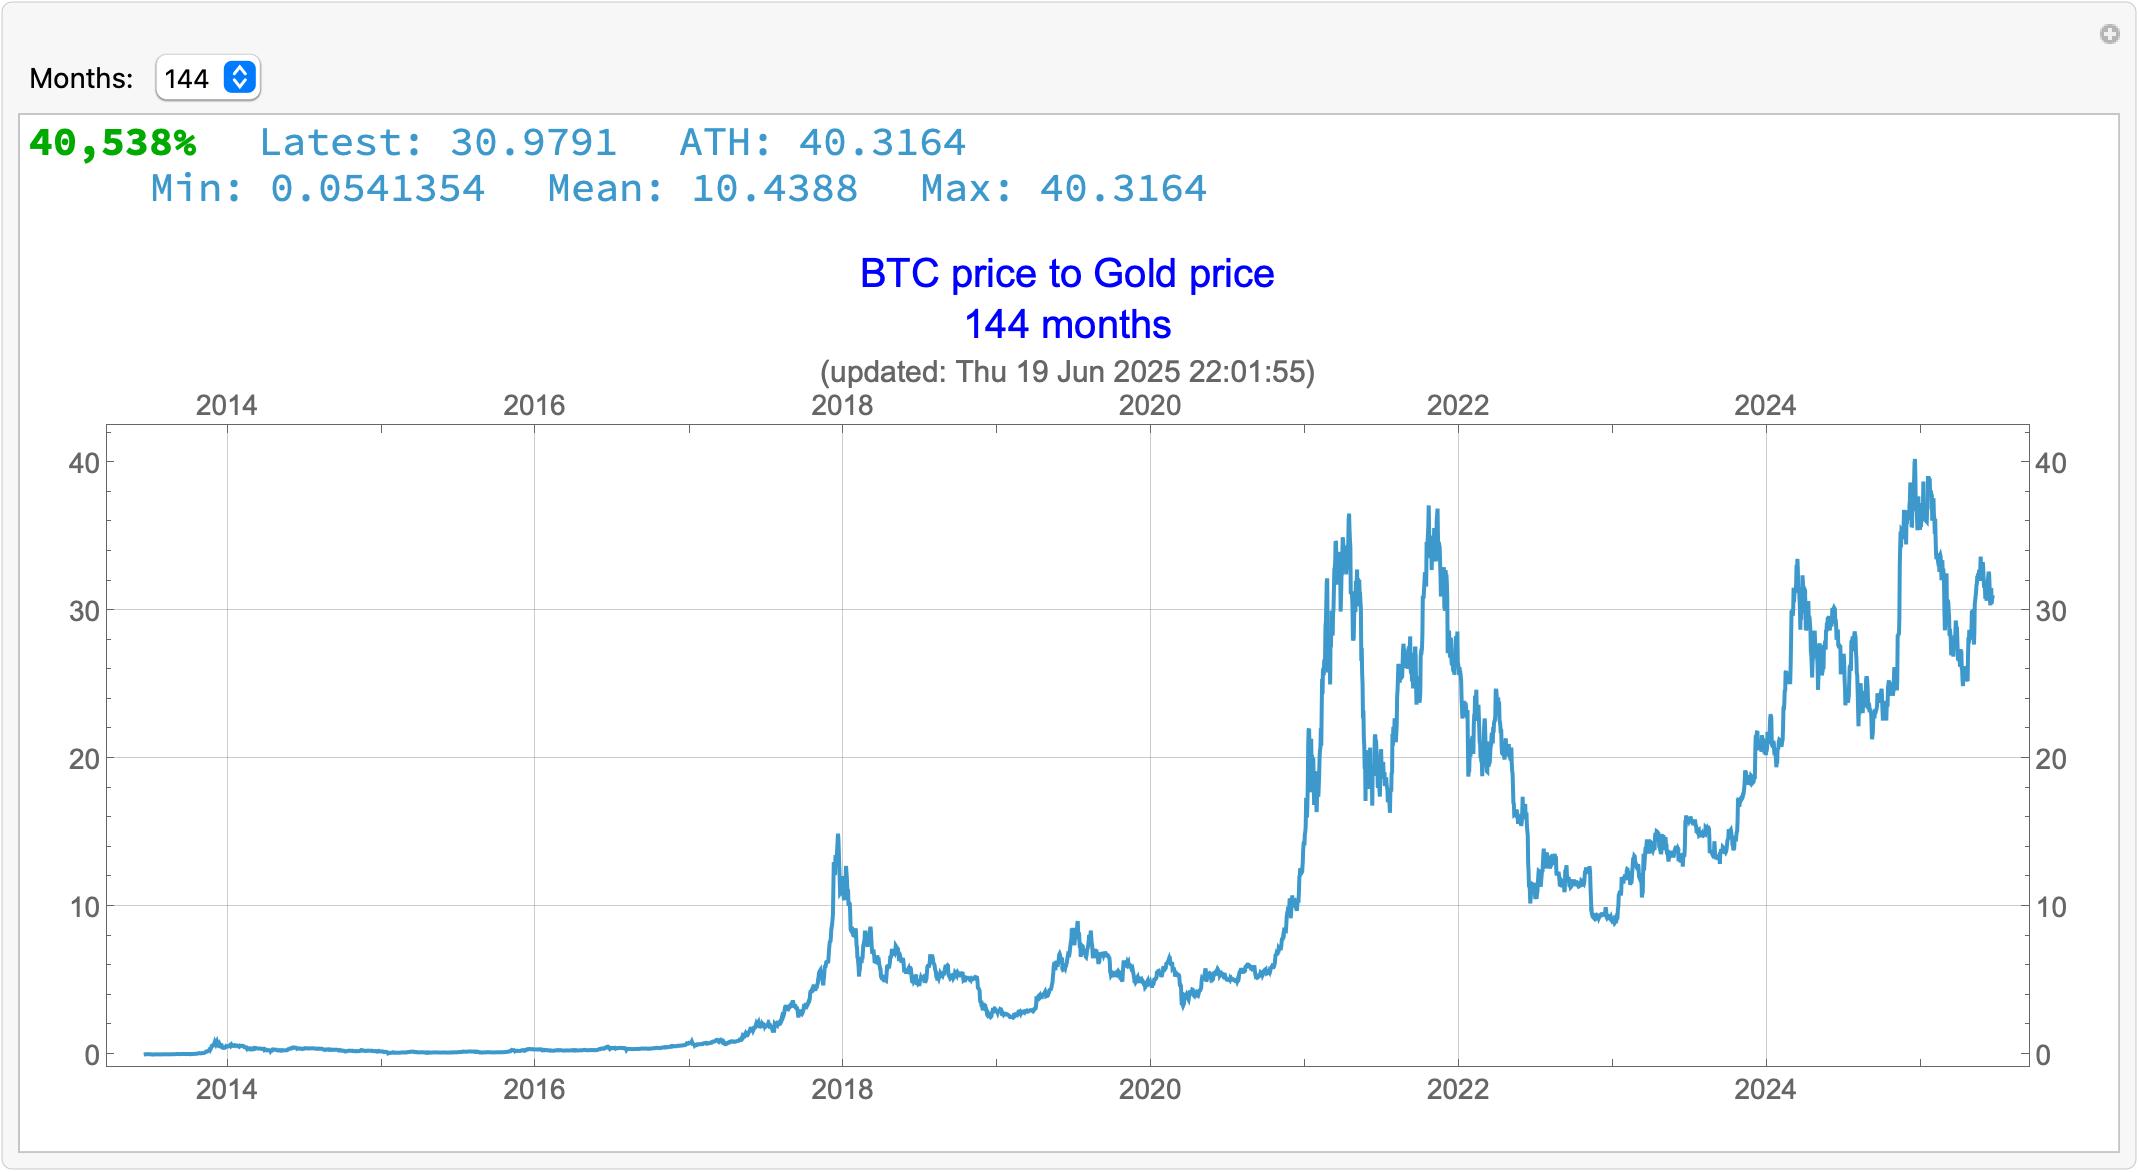 Months: 144
40,538% Latest: 30.9791 ATH: 40.3164
Min: 0.0541354 Mean: 10.4388 Max: 40.3164
BTC price to Gold price
144 months
(updated: Thu 19 Jun 2025 22:01:55)
2014 2016 2018 2020 2022 2024
40 40
30 30
20 20
10 10
0 0
2014 2016 2018 2020 2022 2024